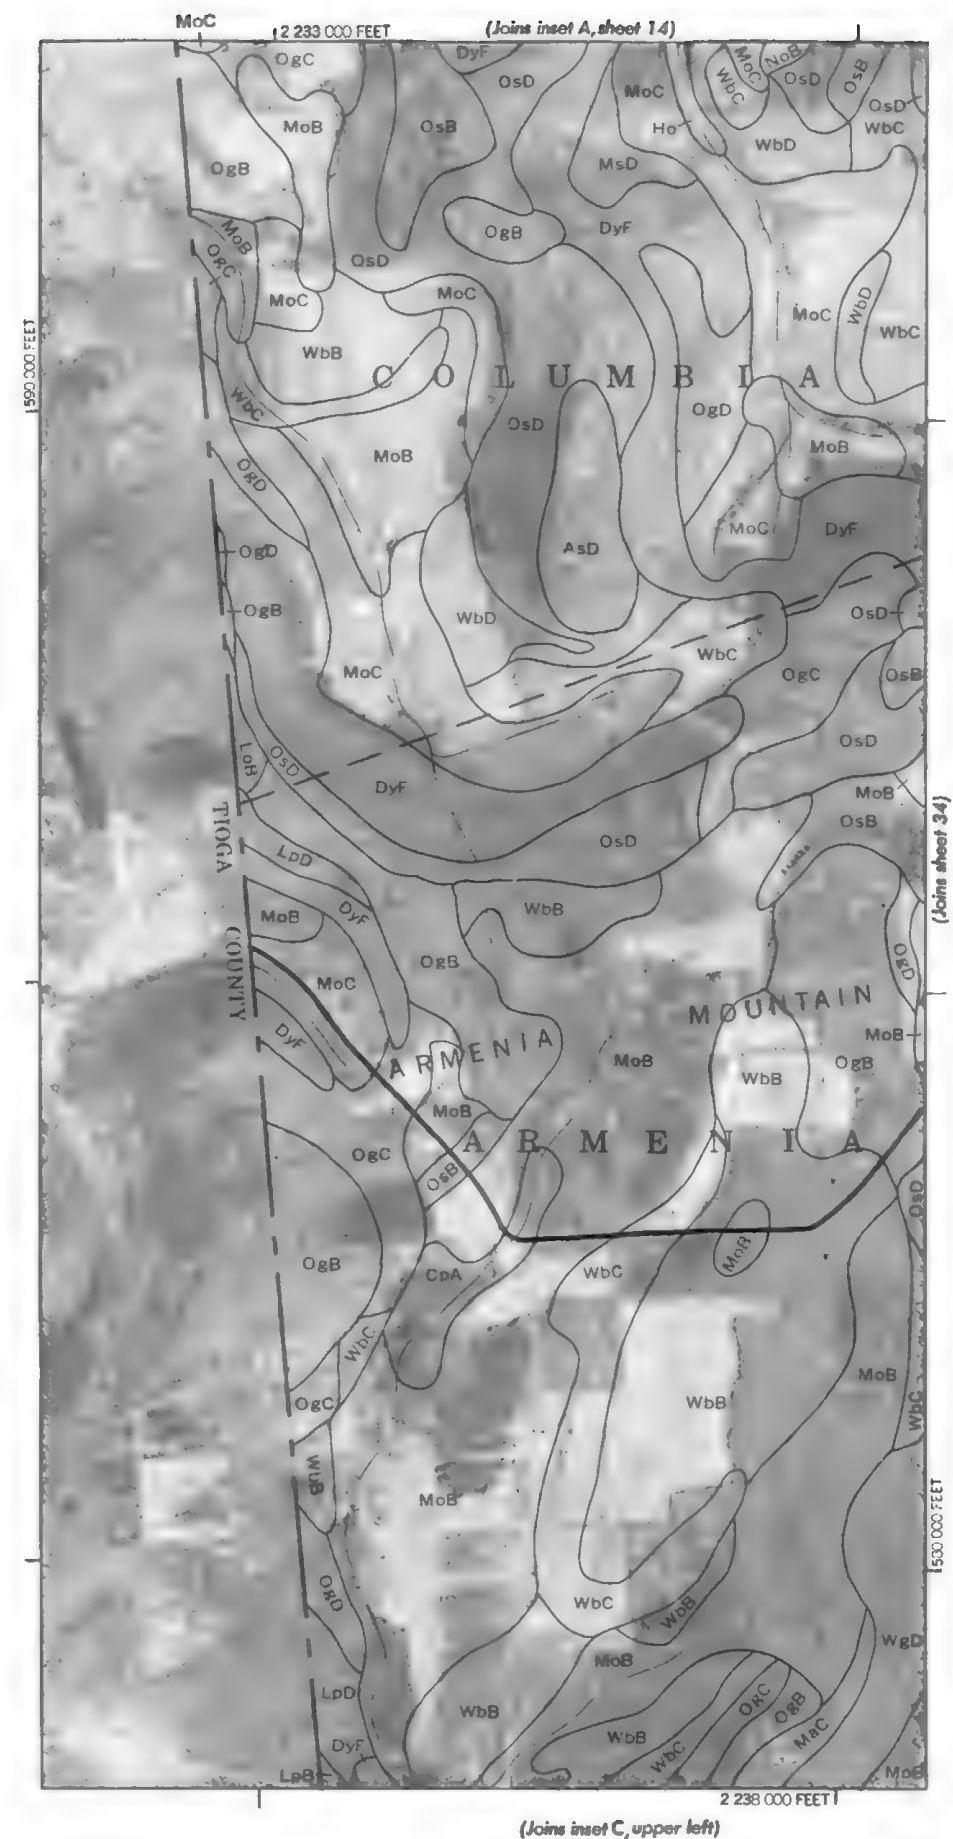 MoC
2 233 000 FEET
(Joins inset A, sheet 14)
OgC
DyF
OsD
MoC
MoC
NoB
WbC
OsD
OsB
OsD
MoB
OsB
Ho
WbD
WbC
OgB
MsD
MoB
OgB
DyF
OgC
OsD
MoC
MoC
MoC
WbD
WbC
WbB
590 000 FEET
COLUMBIA
WbC
OgD
OsD
MoB
MoB
OgD
MoC
DyF
OgD
AsD
OgB
WbD
OsD
WbC
MoC
OgC
OsB
LoB
OsD
OsD
DyF
MoB
OsB
TIOGA
OsD
LpD
(Joins sheet 34)
DyF
WbB
MoB
COUNTY
OgB
OgD
MoC
MOUNTAIN
DyF
ARMENIA
MoB
MoB
WbB
OgB
MoB
ARMENIA
OgC
OsB
OsD
OgB
CpA
WbC
MoB
WbC
MoB
WbB
OgC
WbC
WbB
MoB
530 000 FEET
OgD
WbC
WbB
WgD
MoB
LpD
WbB
OgC
OgB
WbB
MaC
DyF
WbC
LpB
MoB
2 238 000 FEET
(Joins inset C, upper left)